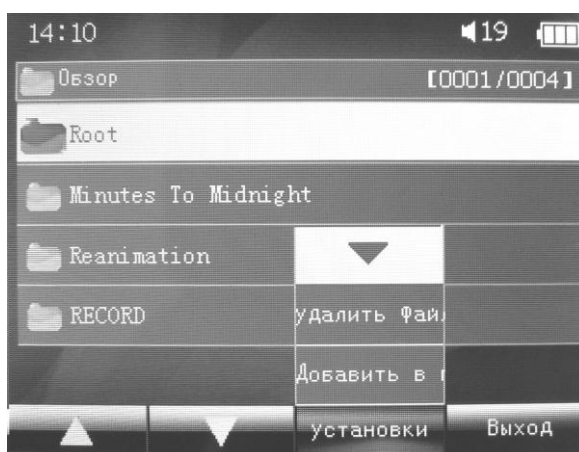 14:10 19
Обзор [0001/0004]
Root
Minutes To Midnight
Reanimation
RECORD
удалить Фай
Добавить в
установки Выход